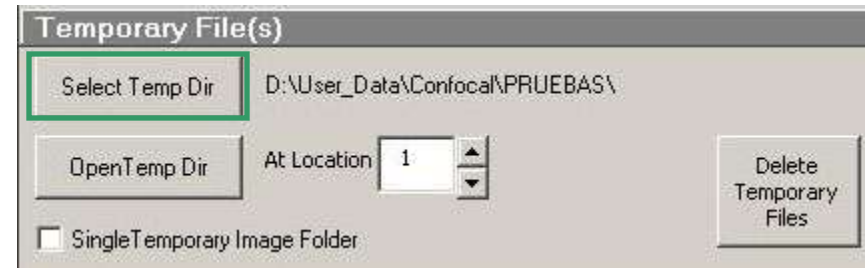 Temporary File(s)
Select Temp Dir
D:\User_Data\Confocal\PRUEBAS\
OpenTemp Dir
At Location 1
Delete
Temporary
Files
SingleTemporary Image Folder